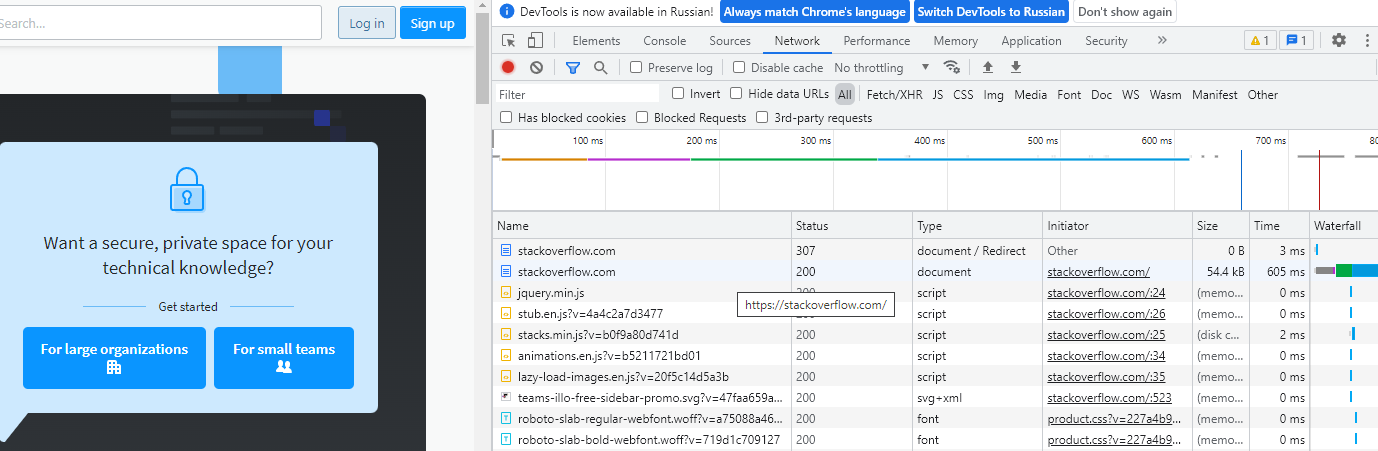 Search...
Log in
Sign up
Want a secure, private space for your
technical knowledge?
Get started
For large organizations
For small teams
DevTools is now available in Russian!
Always match Chrome's language
Switch DevTools to Russian
Don't show again
Elements
Console
Sources
Network
Performance
Memory
Application
Security
1
1
Preserve log
Disable cache
No throttling
Filter
Invert
Hide data URLs
All
Fetch/XHR
JS
CSS
Img
Media
Font
Doc
WS
Wasm
Manifest
Other
Has blocked cookies
Blocked Requests
3rd-party requests
100 ms
200 ms
300 ms
400 ms
500 ms
600 ms
700 ms
Name Status Type Initiator Size Time Waterfall
stackoverflow.com 307 document / Redirect Other 0 B 3 ms
stackoverflow.com 200 document stackoverflow.com/ 54.4 kB 605 ms
jquery.min.js script stackoverflow.com/:24 (memo... 0 ms
https://stackoverflow.com/
stub.en.js?v=4a4c2a7d3477 script stackoverflow.com/:26 (memo... 0 ms
stacks.min.js?v=b0f9a80d741d 200 script stackoverflow.com/:25 (disk c... 2 ms
animations.en.js?v=b5211721bd01 200 script stackoverflow.com/:34 (memo... 0 ms
lazy-load-images.en.js?v=20f5c14d5a3b 200 script stackoverflow.com/:35 (memo... 0 ms
teams-illo-free-sidebar-promo.svg?v=47faa659a... 200 svg+xml stackoverflow.com/:523 (memo... 0 ms
roboto-slab-regular-webfont.woff?v=a75088a46... 200 font product.css?v=227a4b9... (memo... 0 ms
roboto-slab-bold-webfont.woff?v=719d1c709127 200 font product.css?v=227a4b9... (memo... 0 ms